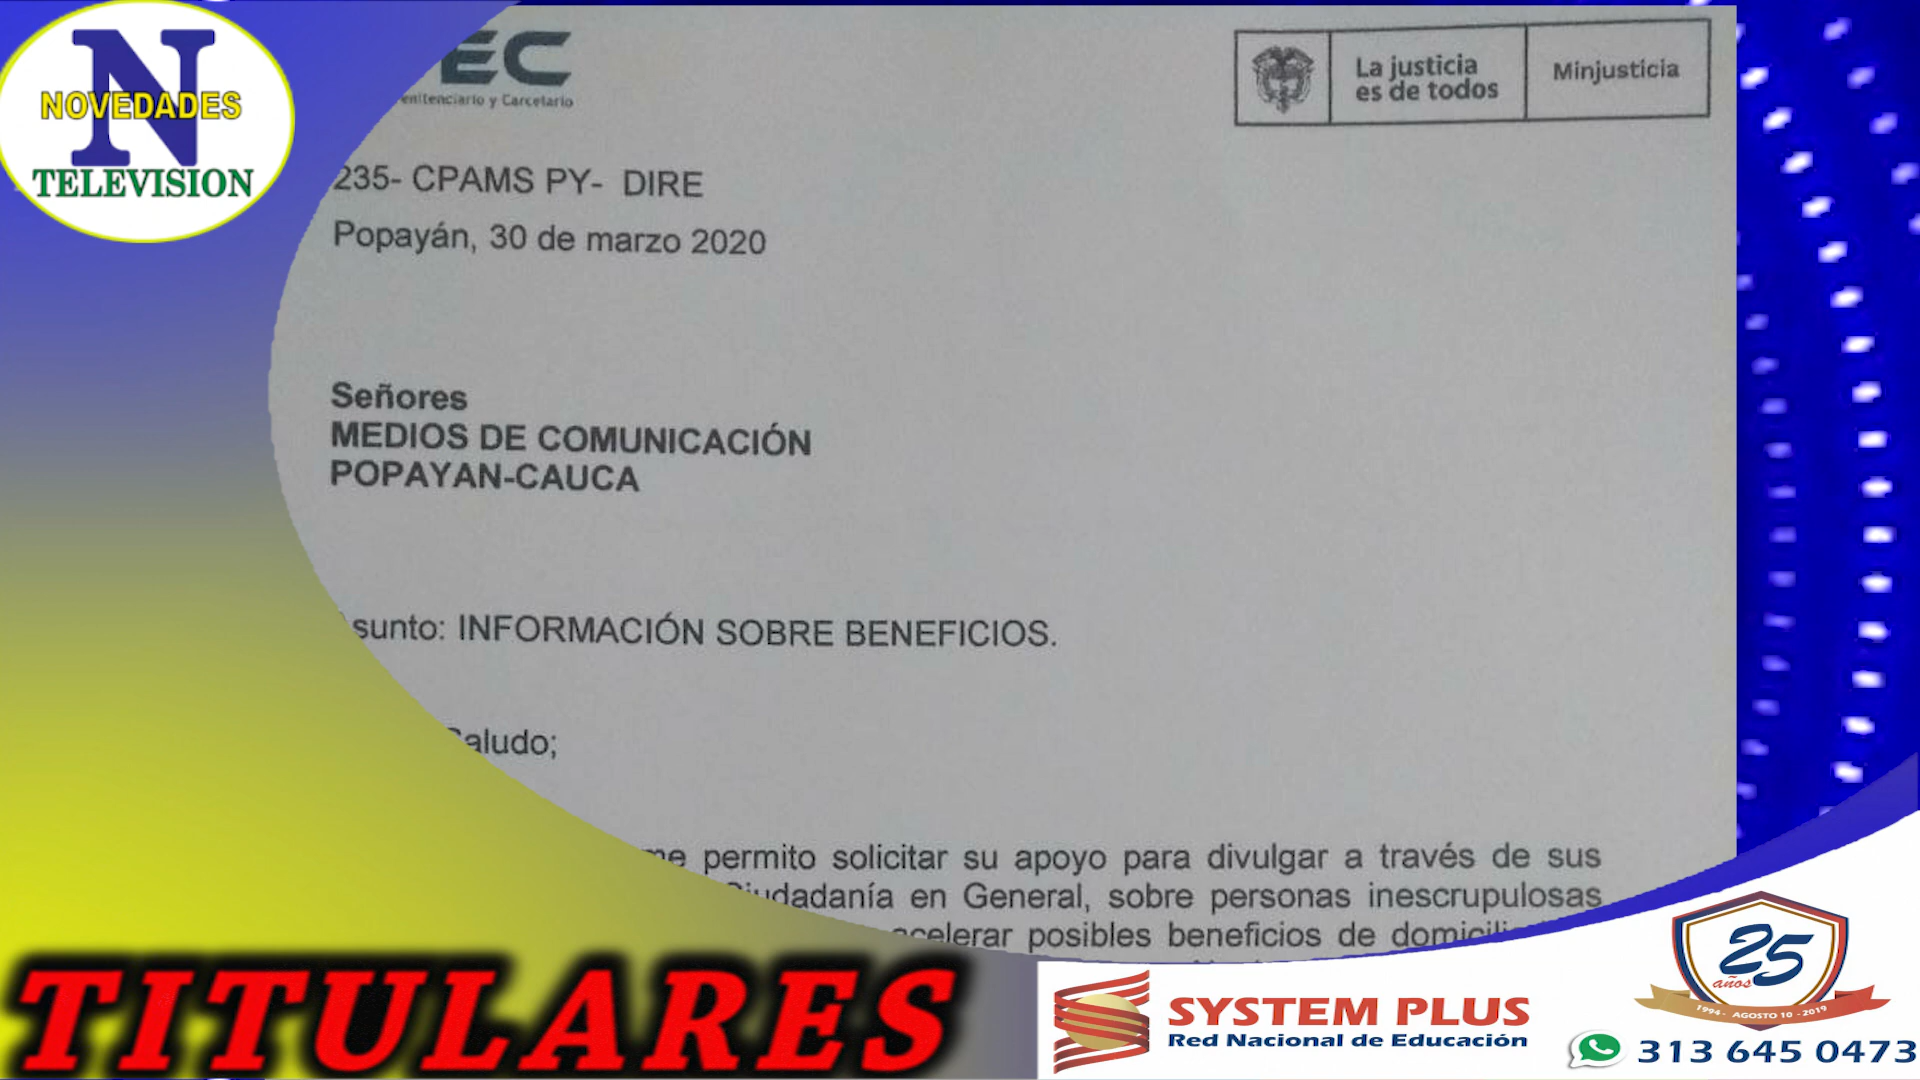 N
NOVEDADES
TELEVISION
EC
enitenciario y Carcelario
La justicia
es de todos
Minjusticia
235- CPAMS PY- DIRE
Popayán, 30 de marzo 2020
Señores
MEDIOS DE COMUNICACIÓN
POPAYAN-CAUCA
sunto: INFORMACIÓN SOBRE BENEFICIOS.
aludo;
me permito solicitar su apoyo para divulgar a través de sus
iudadanía en General, sobre personas inescrupulosas
acelerar posibles beneficios de
TITULARES
SYSTEM PLUS
Red Nacional de Educación
25
años
1994 - AGOSTO 10 - 2019
313 645 0473